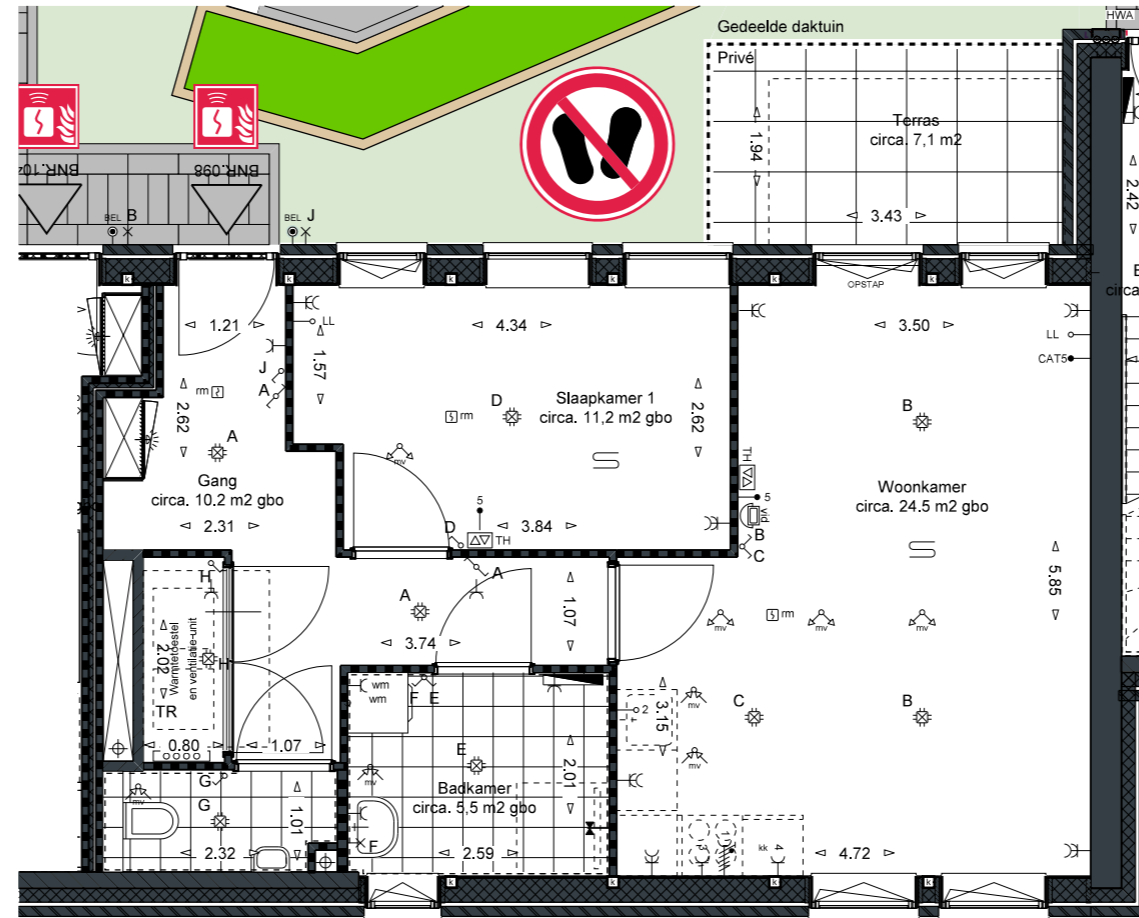 HWA
Gedeelde daktuin
Privé
Terras
circa. 7,1 m2
1.94
3.43
2.42
BNR.104
BNR.098
BEL B
BEL J
k
k
k
k
k
k
OPSTAP
1.21
LL
1.57
4.34
3.50
LL
CAT5
J
A
rm
2.62
A
Gang
circa. 10,2 m2 gbo
2.31
Slaapkamer 1
circa. 11,2 m2 gbo
D
rm
mv
2.62
B
TH
5
vid
B
C
Woonkamer
circa. 24.5 m2 gbo
5.85
5
3.84
D
TH
A
H
A
3.74
1.07
rm
mv
mv
mv
2.02
Warmtetoestel
en ventilatie-unit
H
TR
0.80
1.07
wm
wm
F E
E
2.01
Badkamer
circa. 5,5 m2 gbo
mv
F
2.59
2
3.15
mv
mv
C
B
G
G
mv
1.01
2.32
kk 4
4.72
k
k
k
k
circa